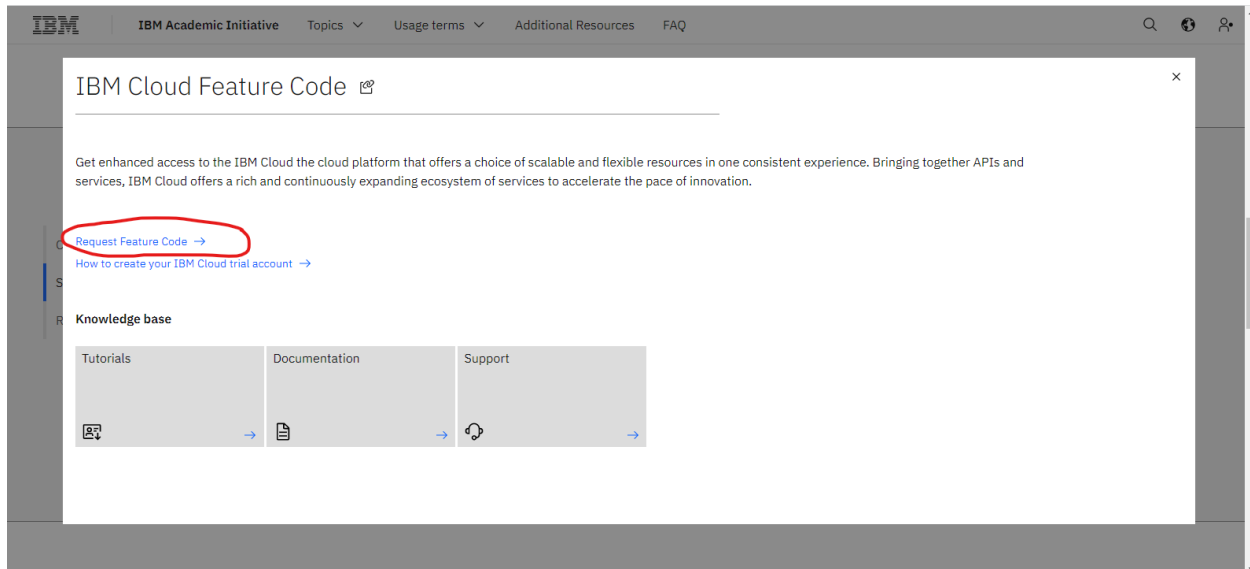 IBM IBM Academic Initiative Topics Usage terms Additional Resources FAQ
IBM Cloud Feature Code
Get enhanced access to the IBM Cloud the cloud platform that offers a choice of scalable and flexible resources in one consistent experience. Bringing together APIs and
services, IBM Cloud offers a rich and continuously expanding ecosystem of services to accelerate the pace of innovation.
Request Feature Code →
How to create your IBM Cloud trial account →
Knowledge base
Tutorials Documentation Support